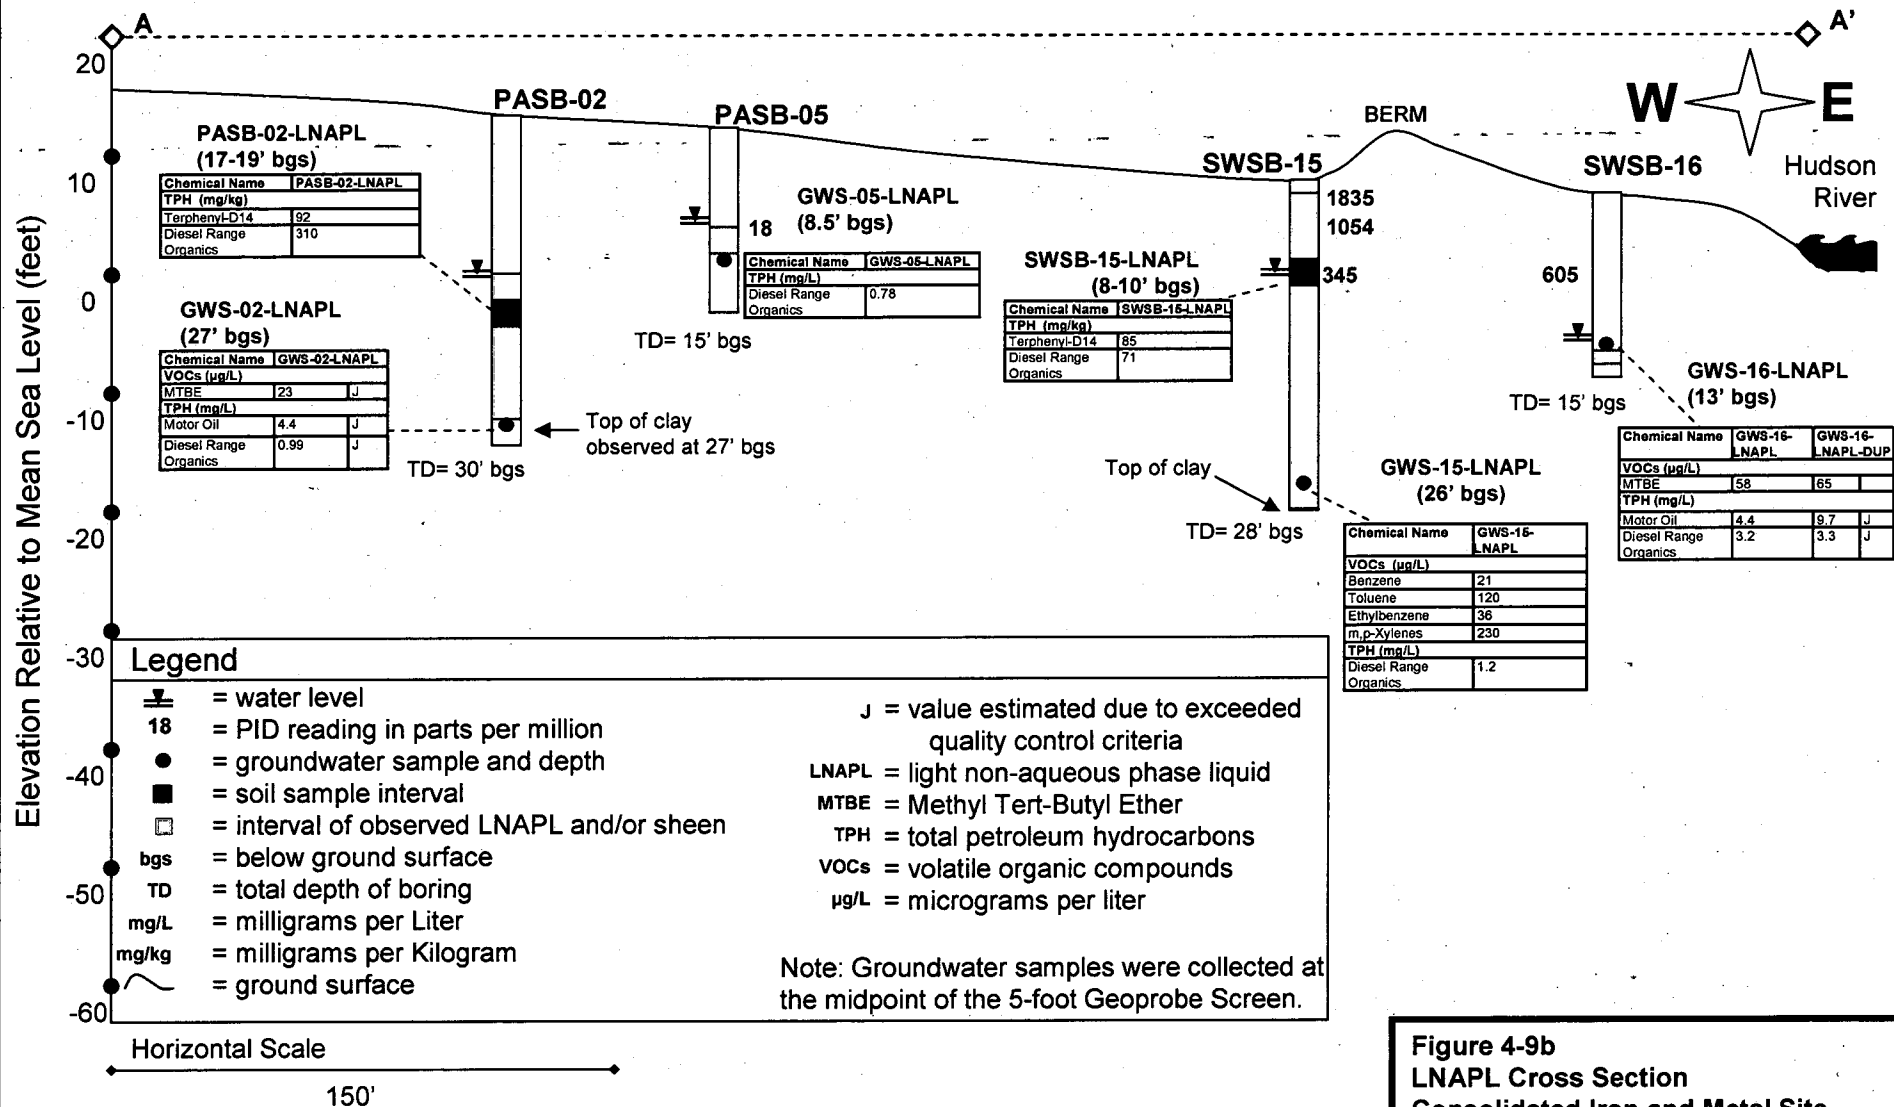 A
A'
Elevation Relative to Mean Sea Level (feet)
20
10
0
-10
-20
-30
-40
-50
-60
W
E
Hudson
River
BERM
PASB-02
PASB-05
SWSB-15
SWSB-16
PASB-02-LNAPL
(17-19' bgs)
Chemical Name PASB-02-LNAPL
TPH (mg/kg)
Terphenyl-D14 92
Diesel Range 310
Organics
GWS-02-LNAPL
(27' bgs)
Chemical Name GWS-02-LNAPL
VOCs (µg/L)
MTBE 23 J
TPH (mg/L)
Motor Oil 4.4 J
Diesel Range 0.99 J
Organics
TD= 30' bgs
Top of clay
observed at 27' bgs
18
GWS-05-LNAPL
(8.5' bgs)
Chemical Name GWS-05-LNAPL
TPH (mg/L)
Diesel Range 0.78
Organics
TD= 15' bgs
1835
1054
345
SWSB-15-LNAPL
(8-10' bgs)
Chemical Name SWSB-15-LNAPL
TPH (mg/kg)
Terphenyl-D14 85
Diesel Range 71
Organics
Top of clay
TD= 28' bgs
GWS-15-LNAPL
(26' bgs)
Chemical Name GWS-15-
LNAPL
VOCs (µg/L)
Benzene 21
Toluene 120
Ethylbenzene 36
m,p-Xylenes 230
TPH (mg/L)
Diesel Range 1.2
Organics
605
TD= 15' bgs
GWS-16-LNAPL
(13' bgs)
Chemical Name GWS-16- GWS-16-
LNAPL LNAPL-DUP
VOCs (µg/L)
MTBE 58 65
TPH (mg/L)
Motor Oil 4.4 9.7 J
Diesel Range 3.2 3.3 J
Organics
Legend
= water level
18 = PID reading in parts per million
= groundwater sample and depth
= soil sample interval
= interval of observed LNAPL and/or sheen
bgs = below ground surface
TD = total depth of boring
mg/L = milligrams per Liter
mg/kg = milligrams per Kilogram
= ground surface
J = value estimated due to exceeded
quality control criteria
LNAPL = light non-aqueous phase liquid
MTBE = Methyl Tert-Butyl Ether
TPH = total petroleum hydrocarbons
VOCs = volatile organic compounds
µg/L = micrograms per liter
Note: Groundwater samples were collected at
the midpoint of the 5-foot Geoprobe Screen.
Horizontal Scale
150'
Figure 4-9b
LNAPL Cross Section
Consolidated Iron and Metal Site